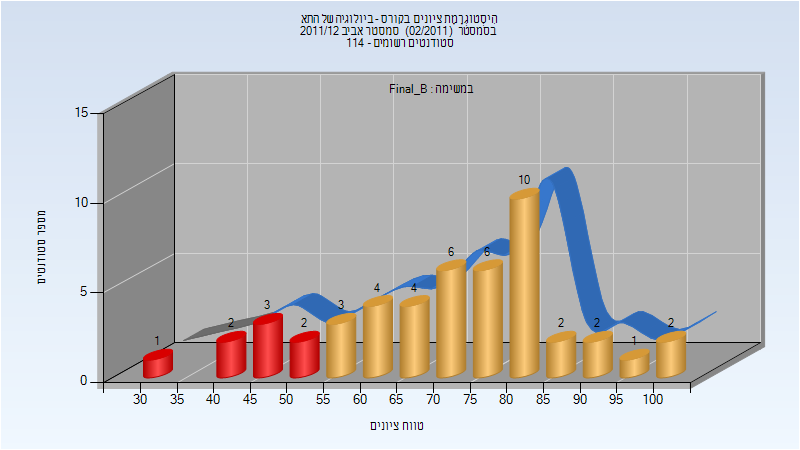 היסטוגרמת ציונים בקורס - ביולוגיה של התא
בסמסטר (02/2011) סמסטר אביב 2011/12
סטודנטים רשומים - 114
במשימה : Final_B
מספר סטודנטים
15
10
5
0
1
2
3
2
3
4
4
6
6
10
2
2
1
2
30 35 40 45 50 55 60 65 70 75 80 85 90 95 100
טווח ציונים